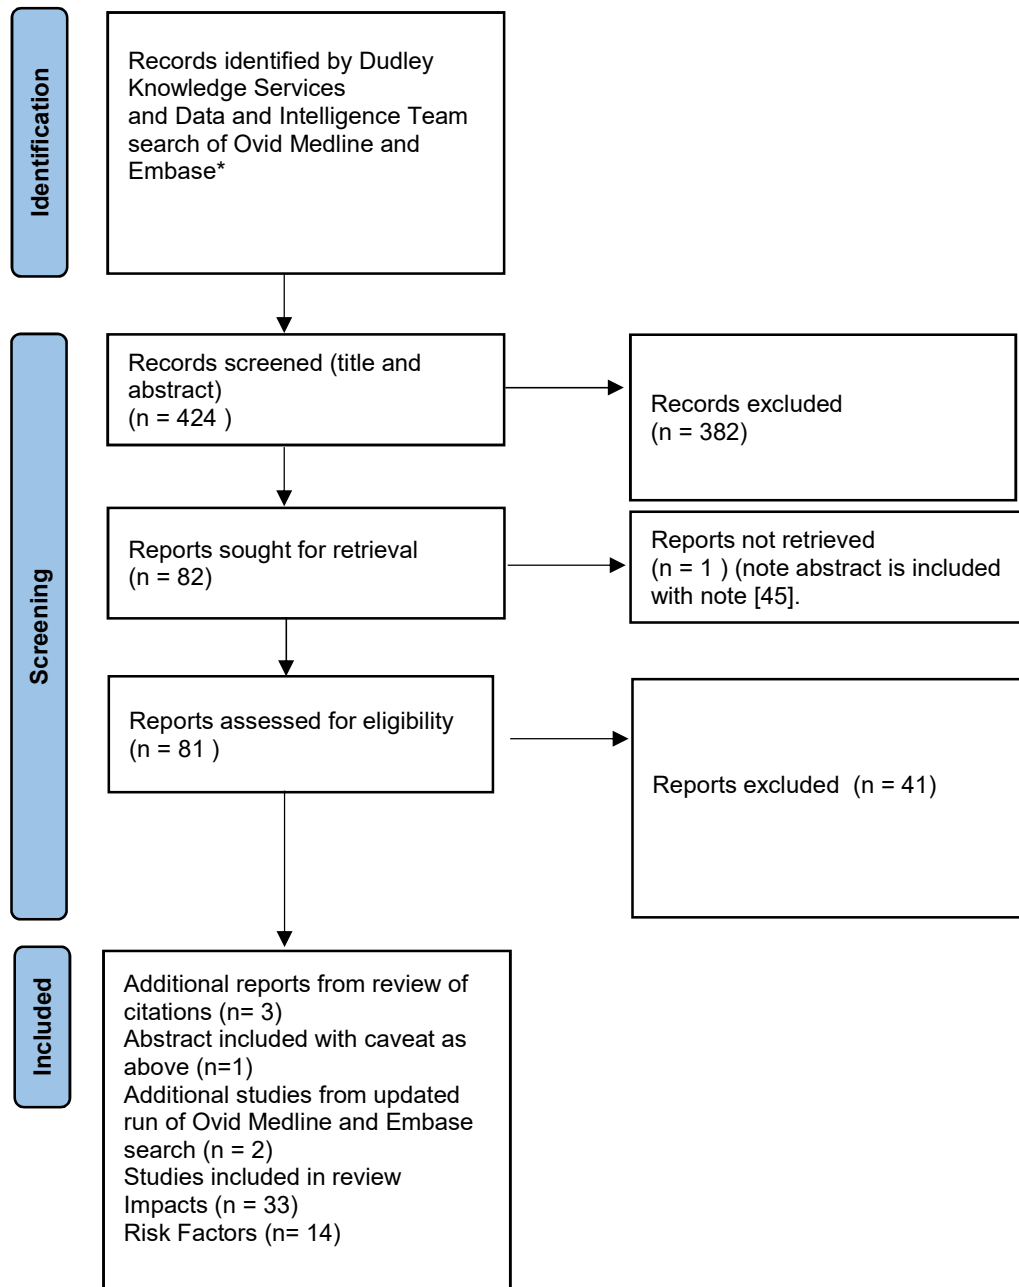 Identification
Records identified by Dudley
Knowledge Services
and Data and Intelligence Team
search of Ovid Medline and
Embase*
Screening
Records screened (title and
abstract)
(n = 424 )
Records excluded
(n = 382)
Reports sought for retrieval
(n = 82)
Reports not retrieved
(n = 1 ) (note abstract is included
with note [45].
Reports assessed for eligibility
(n = 81 )
Reports excluded  (n = 41)
Included
Additional reports from review of
citations (n= 3)
Abstract included with caveat as
above (n=1)
Additional studies from updated
run of Ovid Medline and Embase
search (n = 2)
Studies included in review
Impacts (n = 33)
Risk Factors (n= 14)